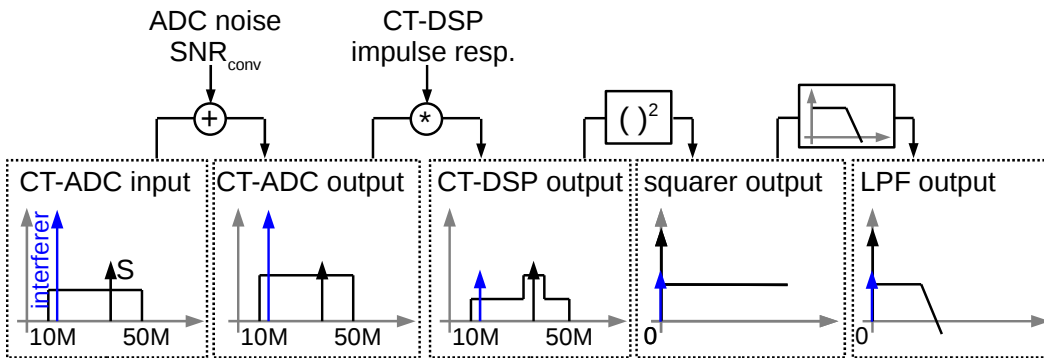 ADC noise
SNRconv
CT-DSP
impulse resp.
+
*
( )²
CT-ADC input
CT-ADC output
CT-DSP output
squarer output
LPF output
interferer
S
10M
50M
10M
50M
10M
50M
0
0